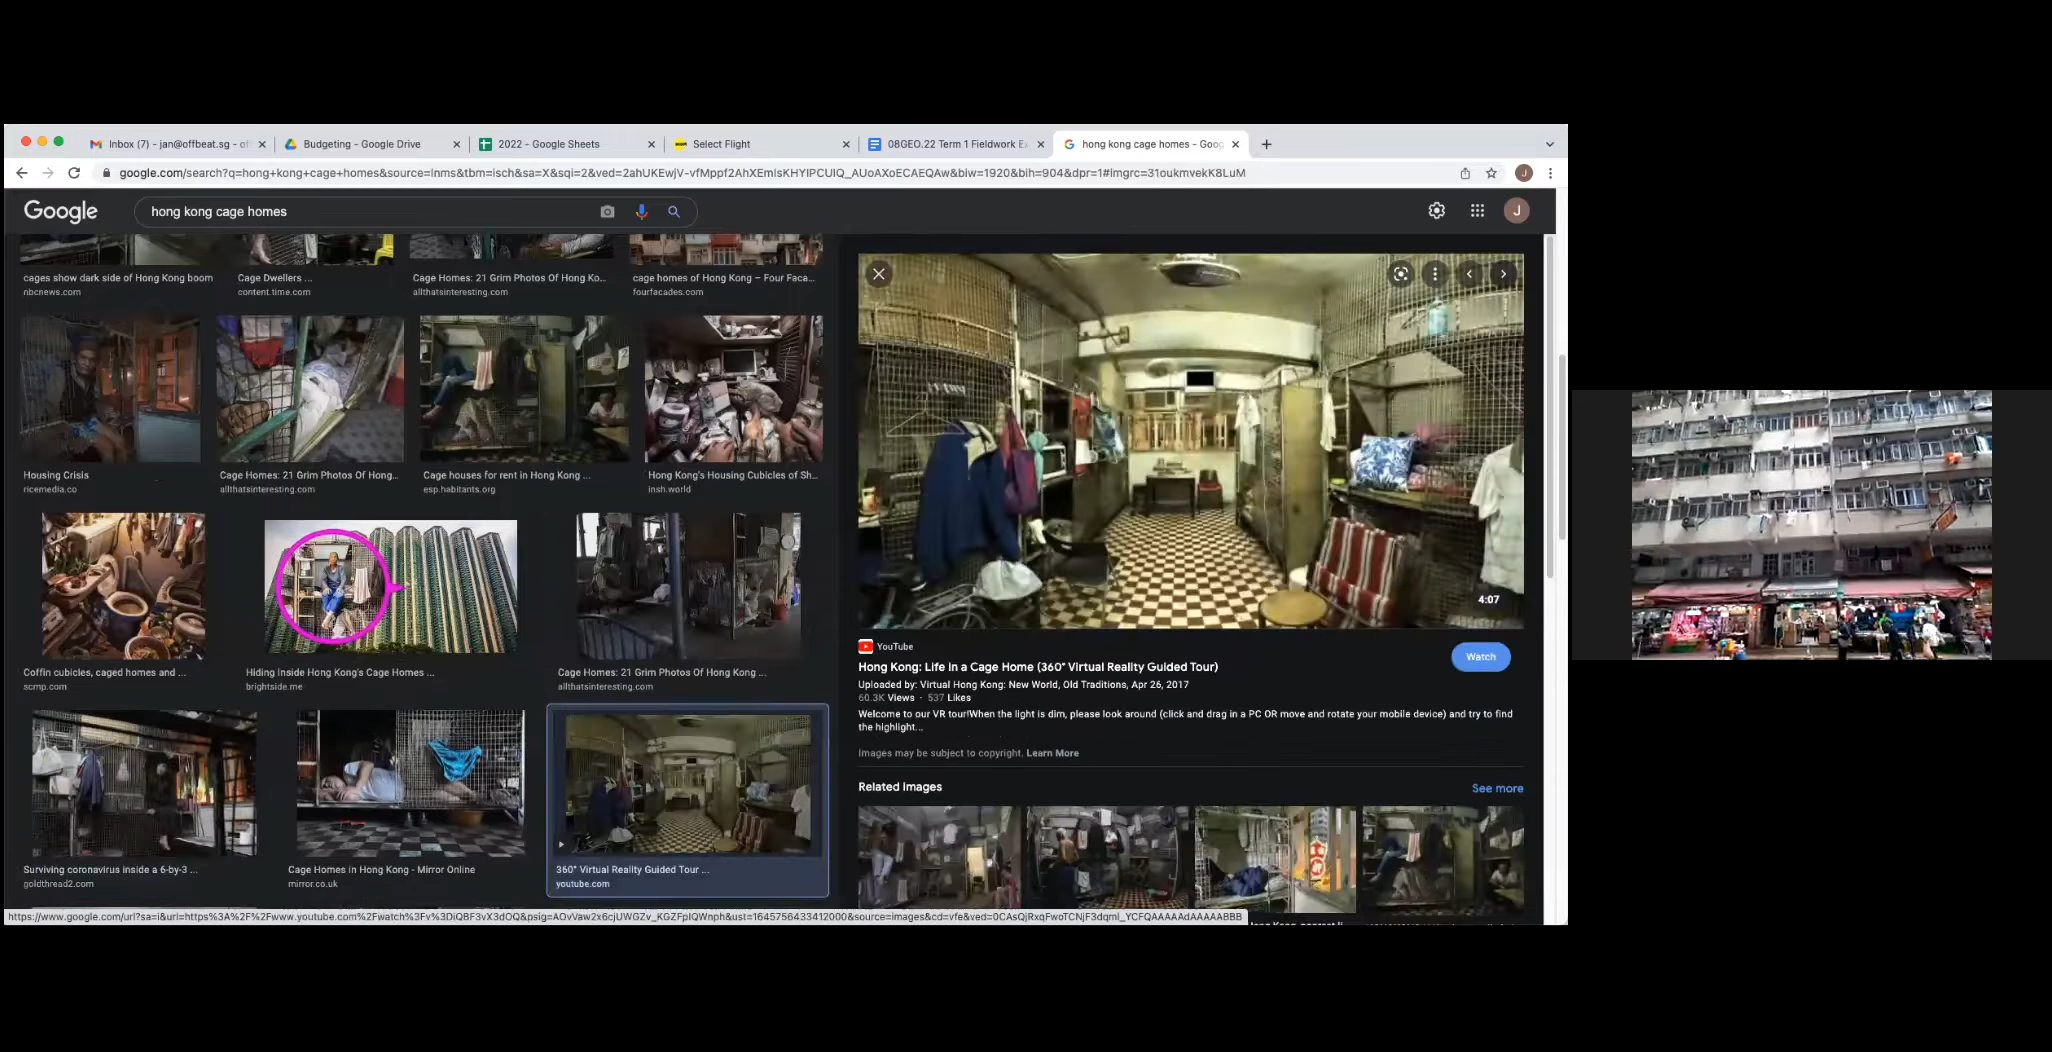 Inbox (7) - jan@offbeat.sg - of
Budgeting - Google Drive
2022 - Google Sheets
Select Flight
08GEO.22 Term 1 Fieldwork Ex
hong kong cage homes - Goog
google.com/search?q=hong+kong+cage+homes&source=lnms&tbm=isch&sa=X&sqi=2&ved=2ahUKEwjV-vfMppf2AhXEmIsKHYIPCUIQ_AUoAXoECAEQAw&biw=1920&bih=904&dpr=1#imgrc=31oukmvekK8LuM
J
Google
hong kong cage homes
J
cages show dark side of Hong Kong boom
nbcnews.com
Cage Dwellers ...
content.time.com
Cage Homes: 21 Grim Photos Of Hong Ko...
allthatsinteresting.com
cage homes of Hong Kong – Four Faca...
fourfacades.com
Housing Crisis
ricemedia.co
Cage Homes: 21 Grim Photos Of Hong...
allthatsinteresting.com
Cage houses for rent in Hong Kong ...
esp.habitants.org
Hong Kong's Housing Cubicles of Sh...
insh.world
Coffin cubicles, caged homes and ...
scmp.com
Hiding Inside Hong Kong's Cage Homes ...
brightside.me
Cage Homes: 21 Grim Photos Of Hong Kong ...
allthatsinteresting.com
Surviving coronavirus inside a 6-by-3 ...
goldthread2.com
Cage Homes in Hong Kong - Mirror Online
mirror.co.uk
360° Virtual Reality Guided Tour ...
youtube.com
4:07
YouTube
Hong Kong: Life in a Cage Home (360° Virtual Reality Guided Tour)
Watch
Uploaded by: Virtual Hong Kong: New World, Old Traditions, Apr 26, 2017
60.3K Views · 537 Likes
Welcome to our VR tour!When the light is dim, please look around (click and drag in a PC OR move and rotate your mobile device) and try to find
the highlight...
Images may be subject to copyright. Learn More
Related Images
See more
https://www.google.com/url?sa=i&url=https%3A%2F%2Fwww.youtube.com%2Fwatch%3Fv%3DiQBF3vX3dOQ&psig=AOvVaw2x6cjUWGZv_KGZFpIQWnph&ust=1645756433412000&source=images&cd=vfe&ved=0CAsQjRxqFwoTCNjF3dqml_YCFQAAAAAdAAAAABBB